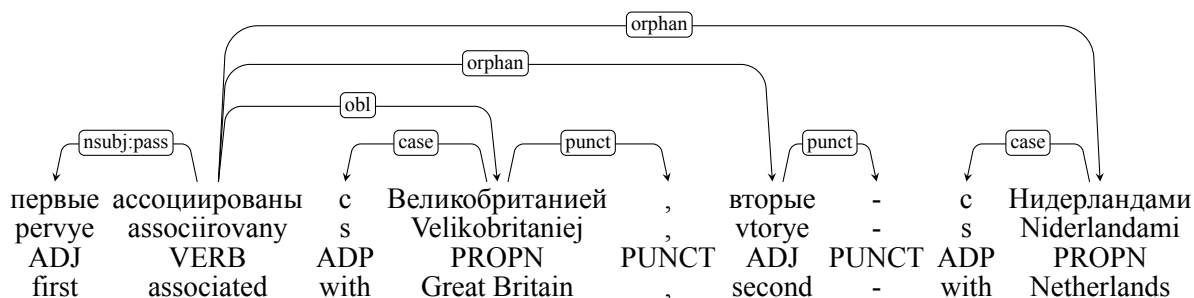 orphan
orphan
obl
nsubj:pass case punct punct case
первые ассоциированы с Великобританией , вторые - с Нидерландами
pervye associirovany s Velikobritaniej , vtorye - s Niderlandami
ADJ VERB ADP PROPN PUNCT ADJ PUNCT ADP PROPN
first associated with Great Britain , second - with Netherlands